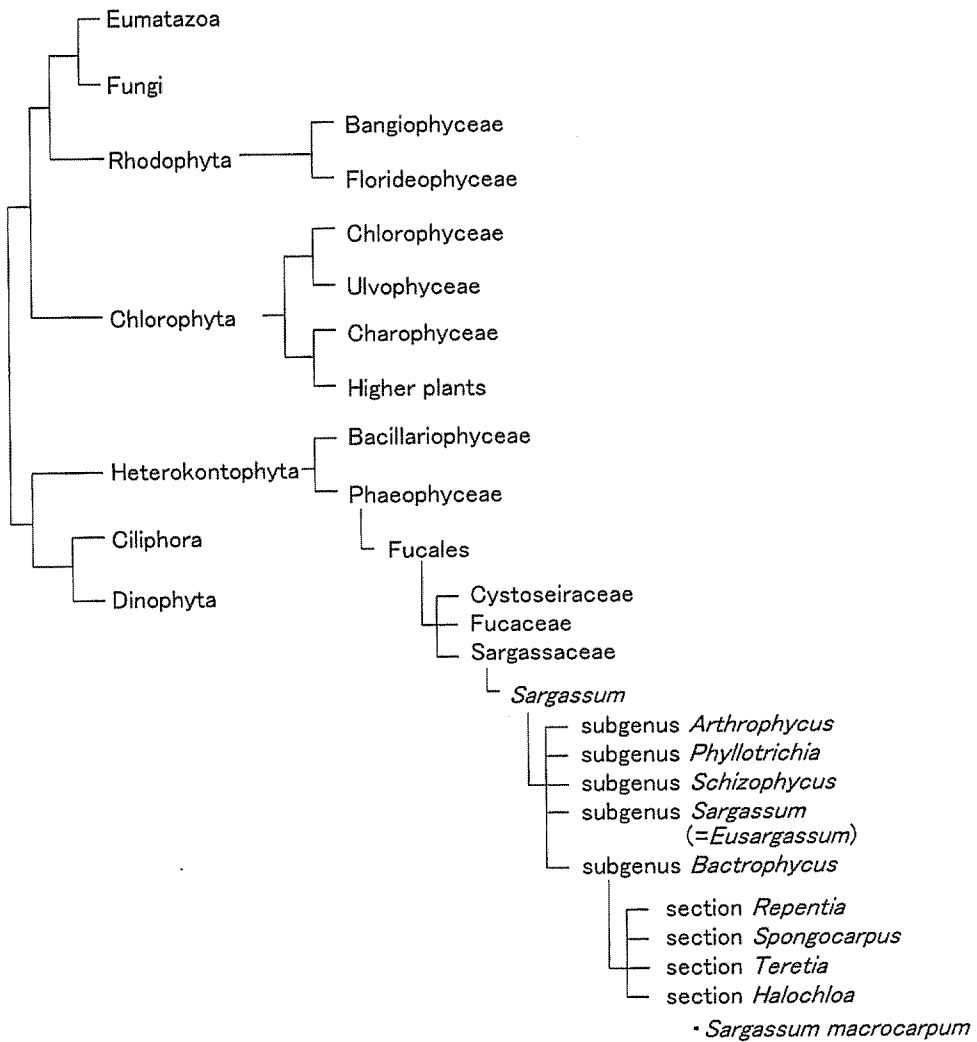 Eumatazoa
Fungi
Rhodophyta
Bangiophyceae
Florideophyceae
Chlorophyta
Chlorophyceae
Ulvophyceae
Charophyceae
Higher plants
Heterokontophyta
Bacillariophyceae
Phaeophyceae
Ciliphora
Dinophyta
Fucales
Cystoseiraceae
Fucaceae
Sargassaceae
Sargassum
subgenus Arthrophycus
subgenus Phyllotrichia
subgenus Schizophycus
subgenus Sargassum
(=Eusargassum)
subgenus Bactrophycus
section Repentia
section Spongocarpus
section Teretia
section Halochloa
・Sargassum macrocarpum